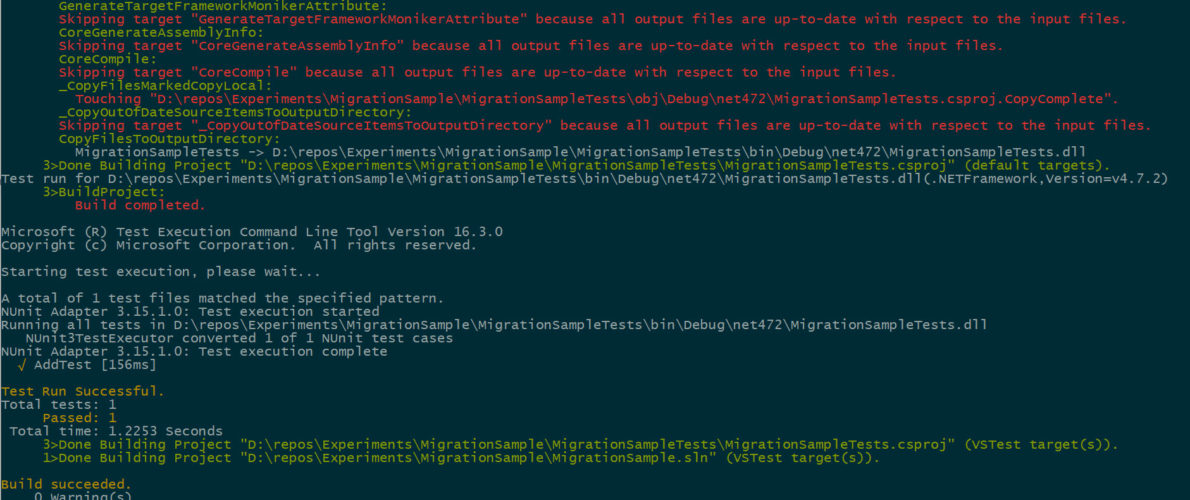 GenerateTargetFrameworkMonikerAttribute:
Skipping target "GenerateTargetFrameworkMonikerAttribute" because all output files are up-to-date with respect to the input files.
CoreGenerateAssemblyInfo:
Skipping target "CoreGenerateAssemblyInfo" because all output files are up-to-date with respect to the input files.
CoreCompile:
Skipping target "CoreCompile" because all output files are up-to-date with respect to the input files.
_CopyFilesMarkedCopyLocal:
Touching "D:\repos\Experiments\MigrationSample\MigrationSampleTests\obj\Debug\net472\MigrationSampleTests.csproj.CopyComplete".
_CopyOutOfDateSourceItemsToOutputDirectory:
Skipping target "_CopyOutOfDateSourceItemsToOutputDirectory" because all output files are up-to-date with respect to the input files.
CopyFilesToOutputDirectory:
MigrationSampleTests -> D:\repos\Experiments\MigrationSample\MigrationSampleTests\bin\Debug\net472\MigrationSampleTests.dll
3>Done Building Project "D:\repos\Experiments\MigrationSample\MigrationSampleTests\MigrationSampleTests.csproj" (default targets).
Test run for D:\repos\Experiments\MigrationSample\MigrationSampleTests\bin\Debug\net472\MigrationSampleTests.dll(.NETFramework,Version=v4.7.2)
3>BuildProject:
Build completed.
Microsoft (R) Test Execution Command Line Tool Version 16.3.0
Copyright (c) Microsoft Corporation.  All rights reserved.
Starting test execution, please wait...
A total of 1 test files matched the specified pattern.
NUnit Adapter 3.15.1.0: Test execution started
Running all tests in D:\repos\Experiments\MigrationSample\MigrationSampleTests\bin\Debug\net472\MigrationSampleTests.dll
NUnit3TestExecutor converted 1 of 1 NUnit test cases
NUnit Adapter 3.15.1.0: Test execution complete
√ AddTest [156ms]
Test Run Successful.
Total tests: 1
Passed: 1
Total time: 1.2253 Seconds
3>Done Building Project "D:\repos\Experiments\MigrationSample\MigrationSampleTests\MigrationSampleTests.csproj" (VSTest target(s)).
1>Done Building Project "D:\repos\Experiments\MigrationSample\MigrationSample.sln" (VSTest target(s)).
Build succeeded.
0 Warning(s)